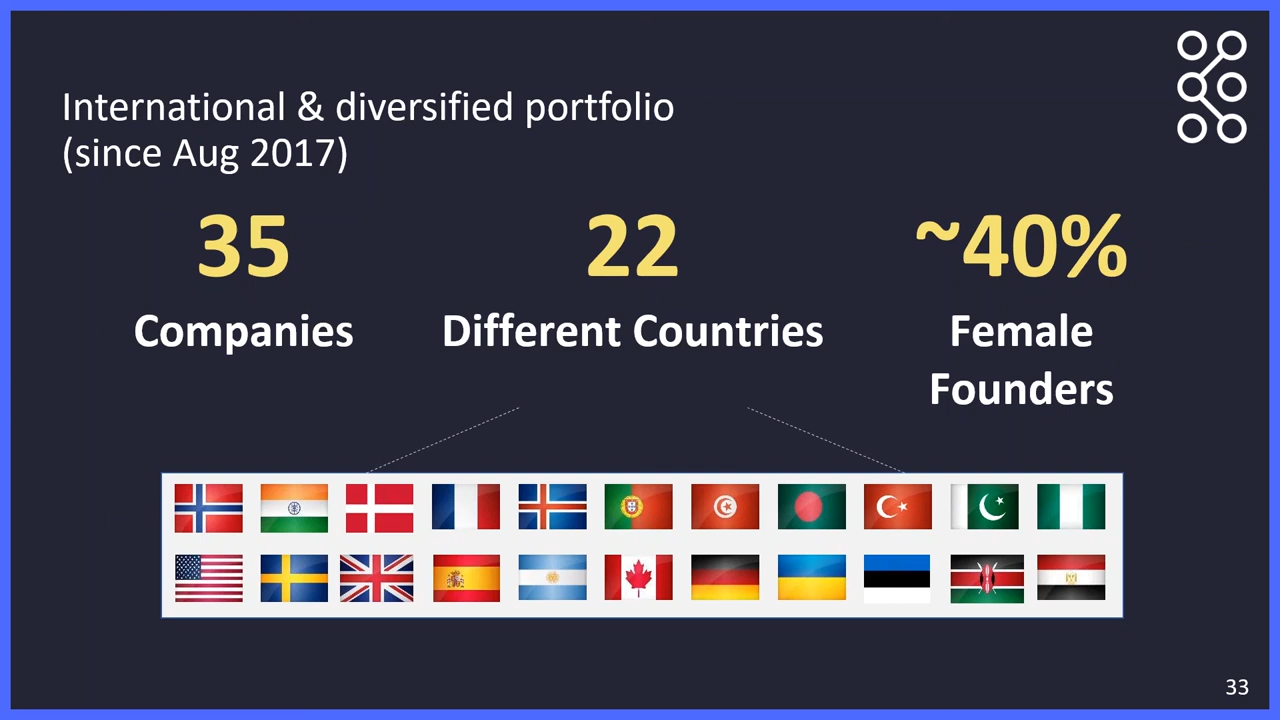 International & diversified portfolio
(since Aug 2017)
35
Companies
22
Different Countries
~40%
Female
Founders
33